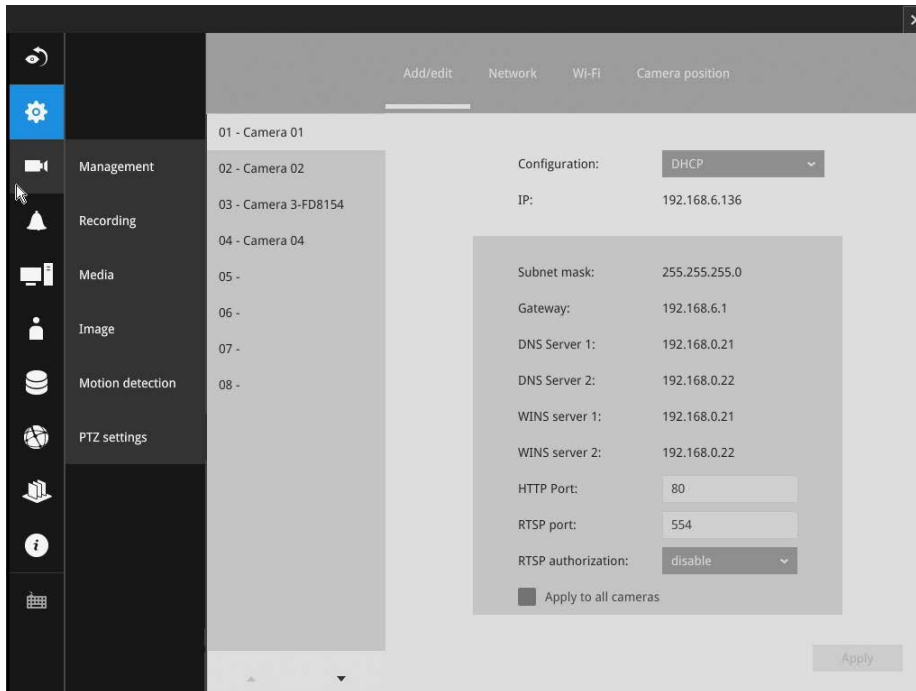 Add/edit Network Wi-Fi Camera position
Management
Recording
Media
Image
Motion detection
PTZ settings
01 - Camera 01
02 - Camera 02
03 - Camera 3-FD8154
04 - Camera 04
05 -
06 -
07 -
08 -
Configuration: DHCP
IP: 192.168.6.136
Subnet mask: 255.255.255.0
Gateway: 192.168.6.1
DNS Server 1: 192.168.0.21
DNS Server 2: 192.168.0.22
WINS server 1: 192.168.0.21
WINS server 2: 192.168.0.22
HTTP Port: 80
RTSP port: 554
RTSP authorization: disable
Apply to all cameras
Apply